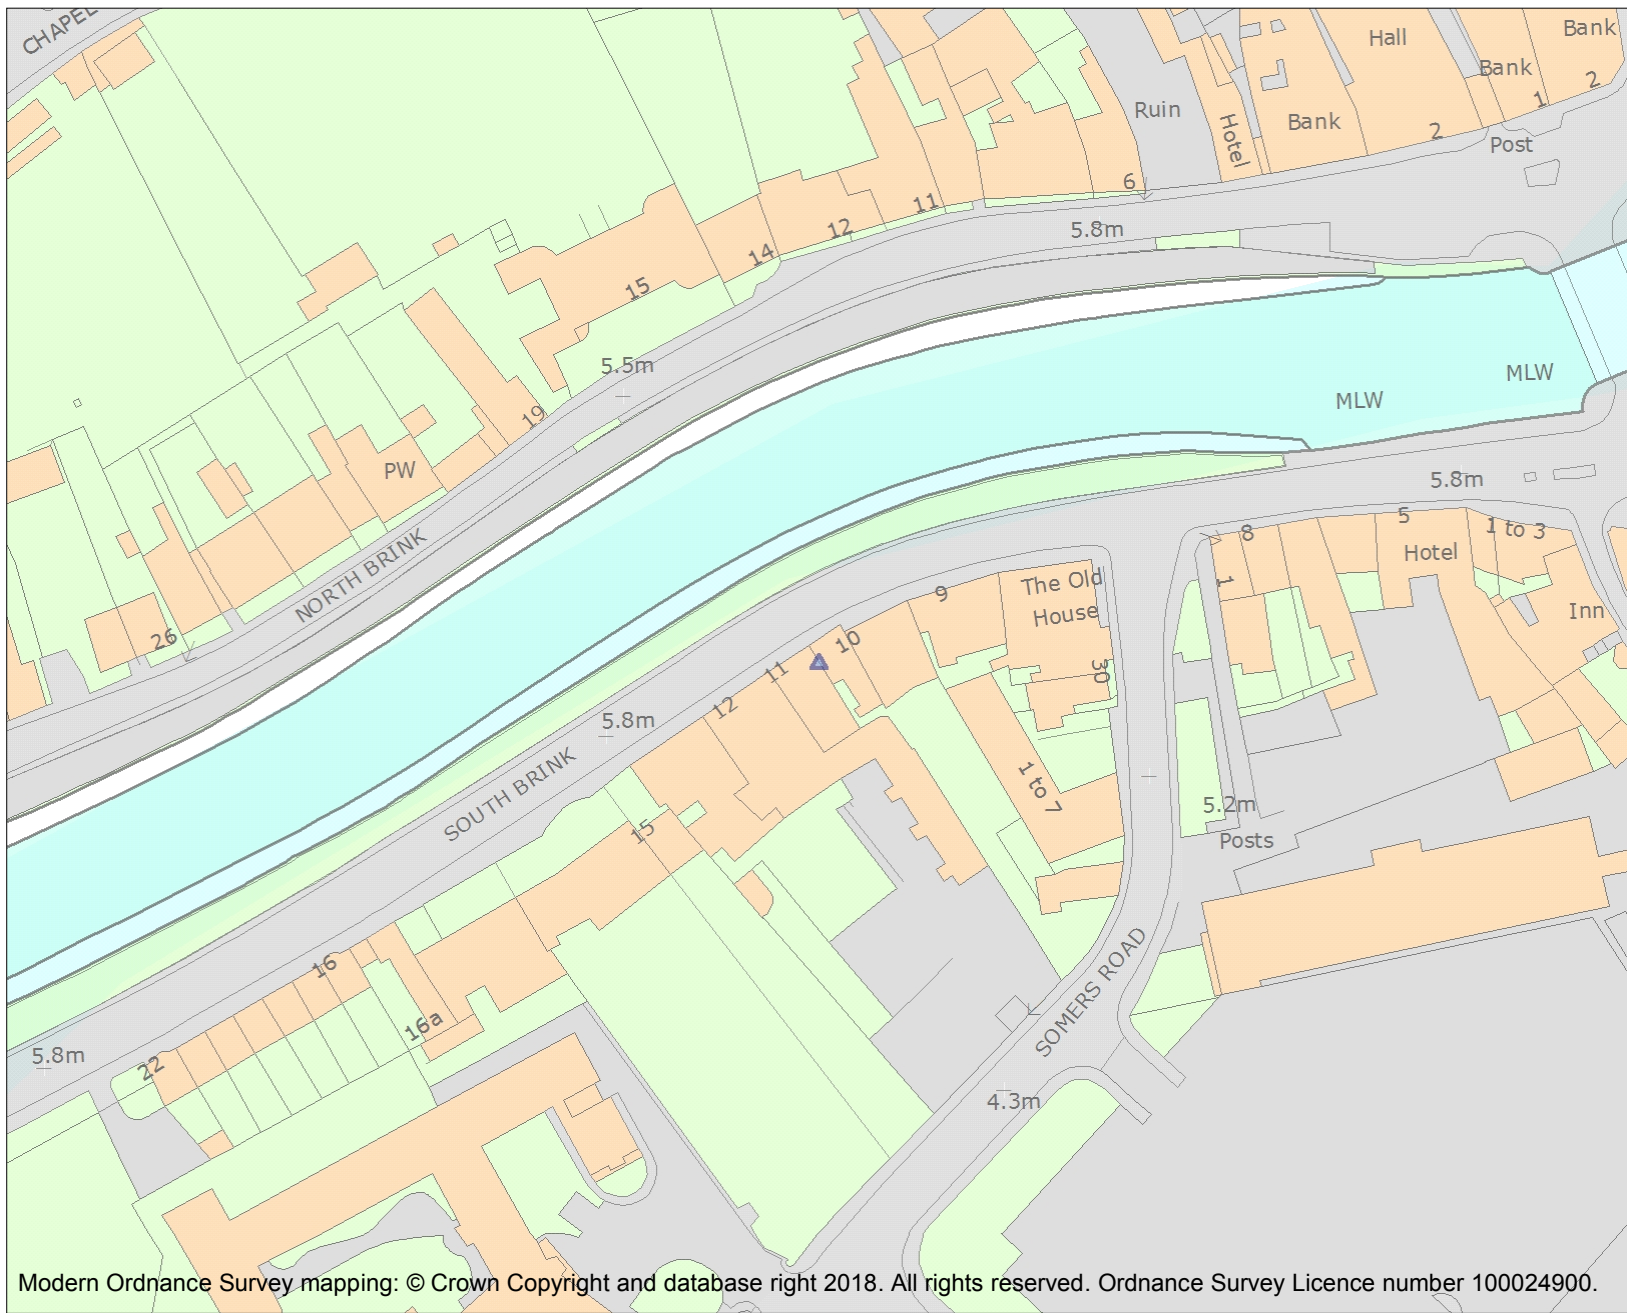 CHAPEL
Hall
Bank
Bank
2
1
Bank
2
Ruin
Hotel
Post
6
11
12
14
5.8m
15
5.5m
19
MLW
MLW
PW
5.8m
NORTH BRINK
26
8
5
1 to 3
Hotel
1
Inn
The Old
House
9
10
30
11
12
5.8m
SOUTH BRINK
1 to 7
5.2m
Posts
15
16
16a
22
5.8m
SOMERS ROAD
4.3m
Modern Ordnance Survey mapping: © Crown Copyright and database right 2018. All rights reserved. Ordnance Survey Licence number 100024900.